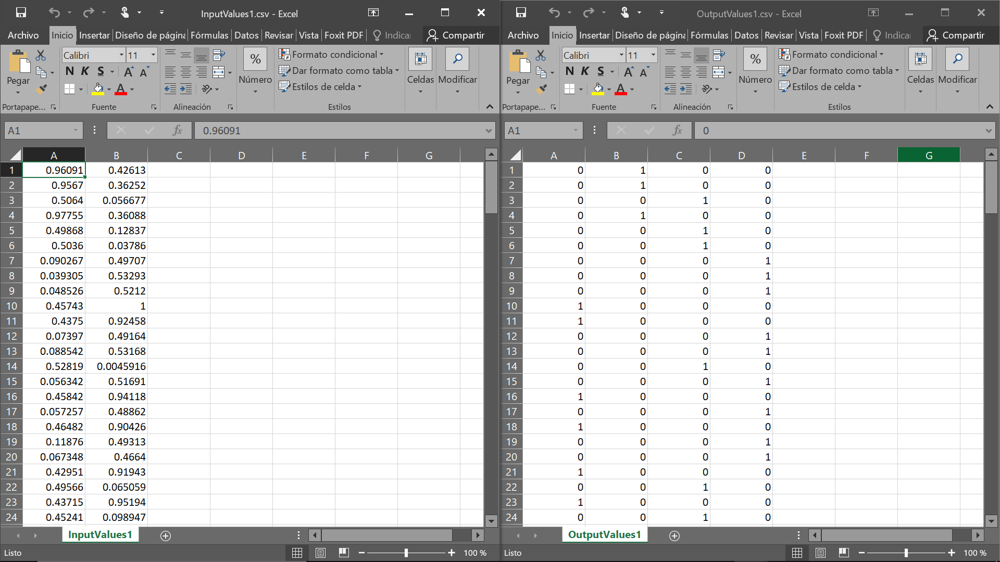 InputValues1.csv - Excel
Archivo Inicio Insertar Diseño de página Fórmulas Datos Revisar Vista Foxit PDF Indica Compartir
Calibri 11 % Formato condicional
N K S A A Dar formato como tabla
Pegar Número Celdas Modificar
A Estilos de celda
Portapape... Fuente Alineación Estilos
A1 fx 0.96091
A B C D E F G
1 0.96091 0.42613
2 0.9567 0.36252
3 0.5064 0.056677
4 0.97755 0.36088
5 0.49868 0.12837
6 0.5036 0.03786
7 0.090267 0.49707
8 0.039305 0.53293
9 0.048526 0.5212
10 0.45743 1
11 0.4375 0.92458
12 0.07397 0.49164
13 0.088542 0.53168
14 0.52819 0.0045916
15 0.056342 0.51691
16 0.45842 0.94118
17 0.057257 0.48862
18 0.46482 0.90426
19 0.11876 0.49313
20 0.067348 0.4664
21 0.42951 0.91943
22 0.49566 0.065059
23 0.43715 0.95194
24 0.45241 0.098947
InputValues1
Listo 100 %
OutputValues1.csv - Excel
Archivo Inicio Insertar Diseño de página Fórmulas Datos Revisar Vista Foxit PDF Indica Compartir
Calibri 11 % Formato condicional
N K S A A Dar formato como tabla
Pegar Número Celdas Modificar
A Estilos de celda
Portapape... Fuente Alineación Estilos
A1 fx 0
A B C D E F G
1 0 1 0 0
2 0 1 0 0
3 0 0 1 0
4 0 1 0 0
5 0 0 1 0
6 0 0 1 0
7 0 0 0 1
8 0 0 0 1
9 0 0 0 1
10 1 0 0 0
11 1 0 0 0
12 0 0 0 1
13 0 0 0 1
14 0 0 1 0
15 0 0 0 1
16 1 0 0 0
17 0 0 0 1
18 1 0 0 0
19 0 0 0 1
20 0 0 0 1
21 1 0 0 0
22 0 0 1 0
23 1 0 0 0
24 0 0 1 0
OutputValues1
Listo 100 %